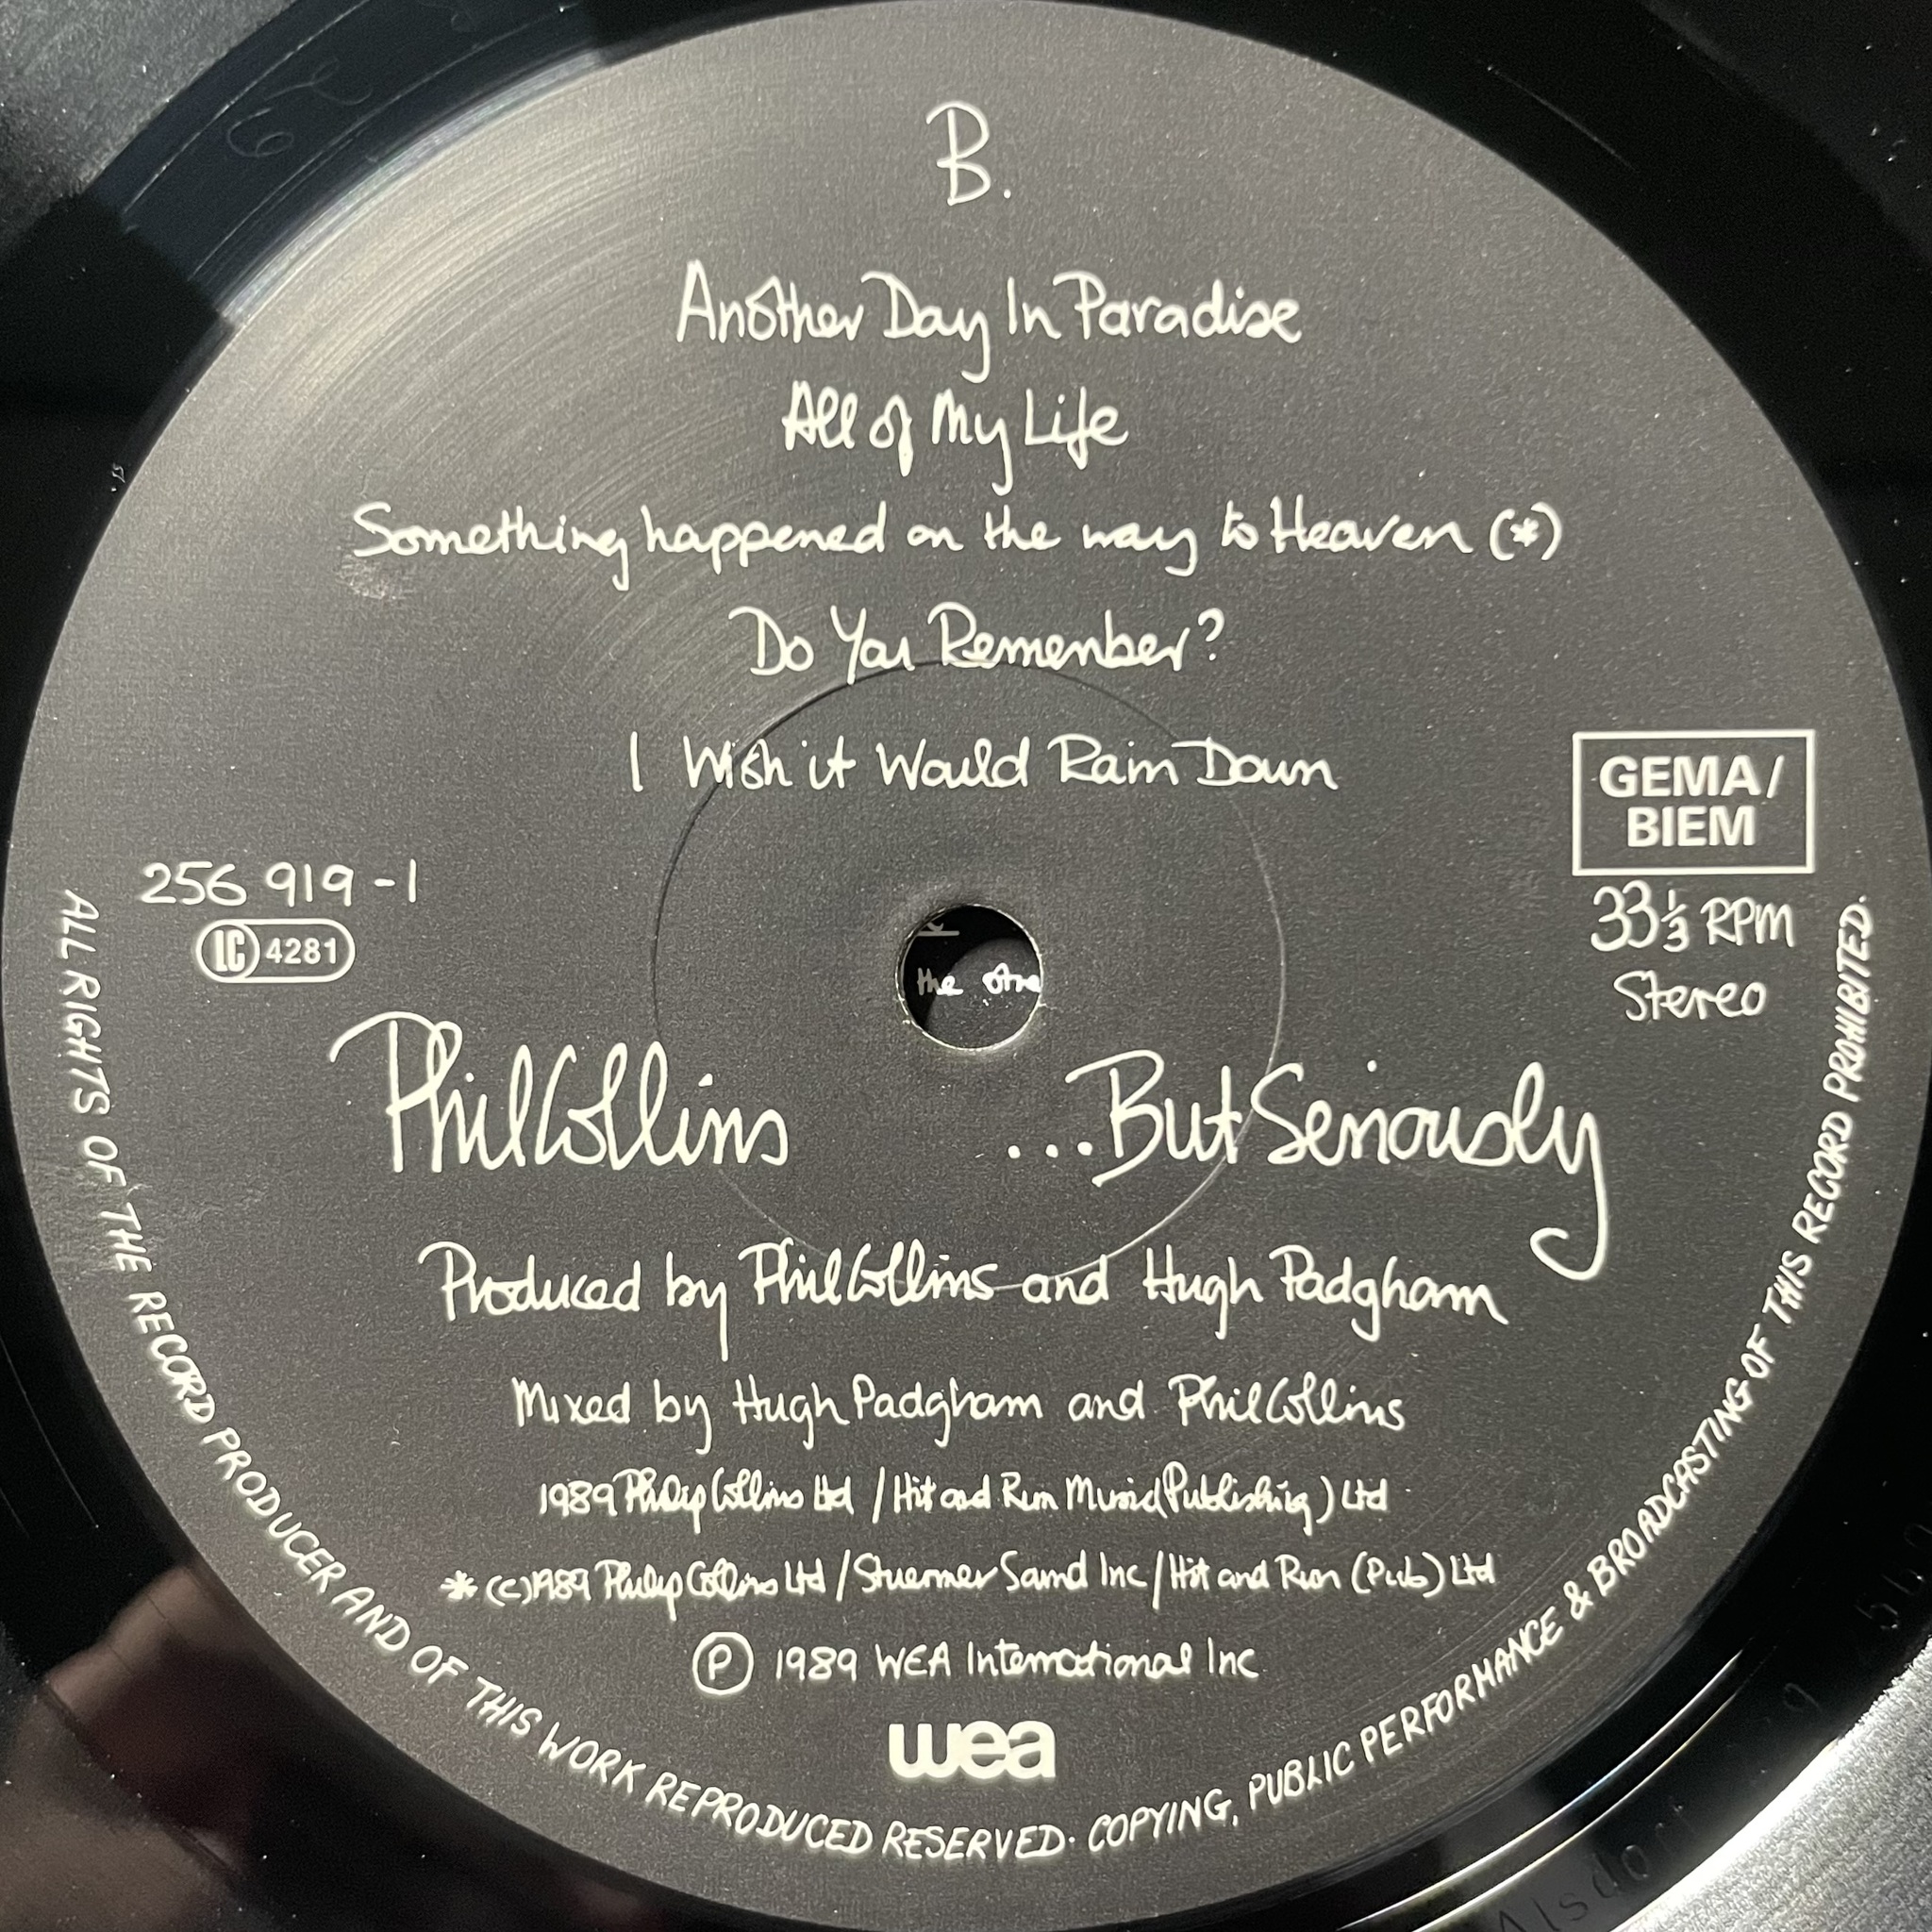 B.
Another Day In Paradise
All of My Life
Something happened on the way to Heaven (*)
Do You Remember?
I Wish it Would Rain Down
GEMA/
BIEM
256 919-1
LC 4281
33⅓ RPM
Stereo
the
Phil Collins ...But Seriously
Produced by Phil Collins and Hugh Padgham
Mixed by Hugh Padgham and Phil Collins
1989 Philip Collins Ltd / Hit and Run Music (Publishing) Ltd
* (c) 1989 Philip Collins Ltd / Stuermer Sand Inc / Hit and Run (Pub) Ltd
Ⓟ 1989 WEA International Inc
wea
ALL RIGHTS OF THE RECORD PRODUCER AND OF THIS WORK REPRODUCED RESERVED. COPYING, PUBLIC PERFORMANCE & BROADCASTING OF THIS RECORD PROHIBITED.
Alsdorf